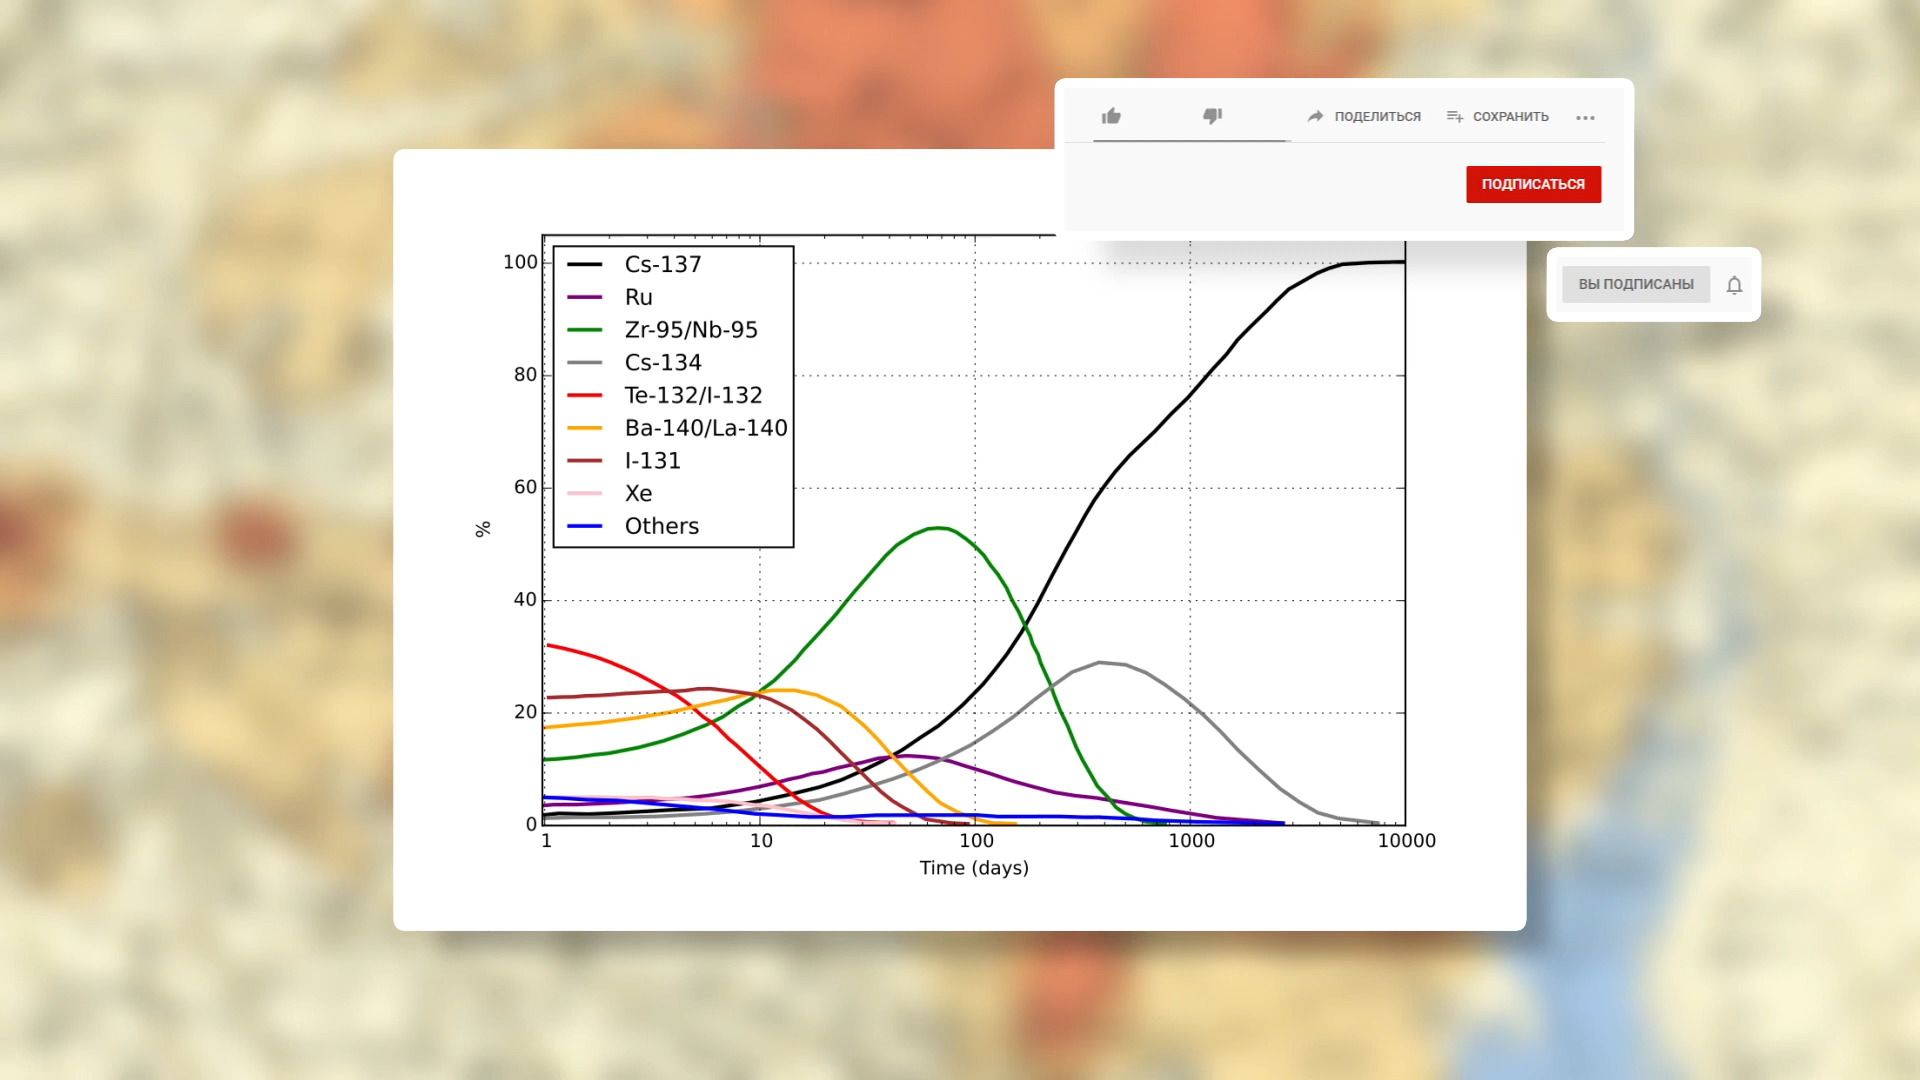 ПОДЕЛИТЬСЯ СОХРАНИТЬ
ПОДПИСАТЬСЯ
ВЫ ПОДПИСАНЫ
Cs-137
Ru
Zr-95/Nb-95
Cs-134
Te-132/I-132
Ba-140/La-140
I-131
Xe
Others
100
80
60
40
20
0
%
1 10 100 1000 10000
Time (days)